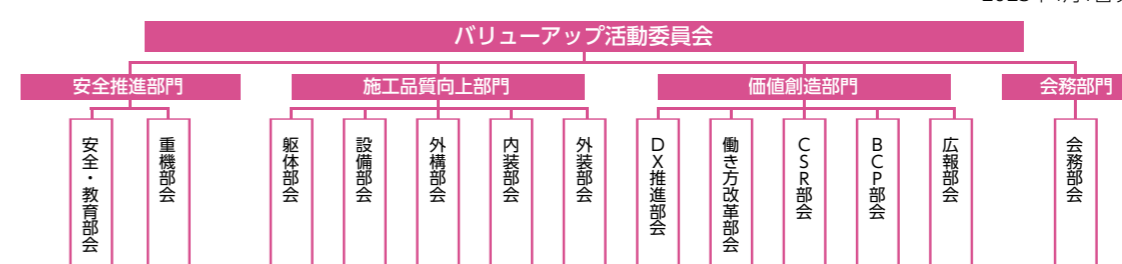 バリューアップ活動委員会
安全推進部門
施工品質向上部門
価値創造部門
会務部門
安全・教育部会
重機部会
躯体部会
設備部会
外構部会
内装部会
外装部会
DX推進部会
働き方改革部会
CSR部会
BCP部会
広報部会
会務部会